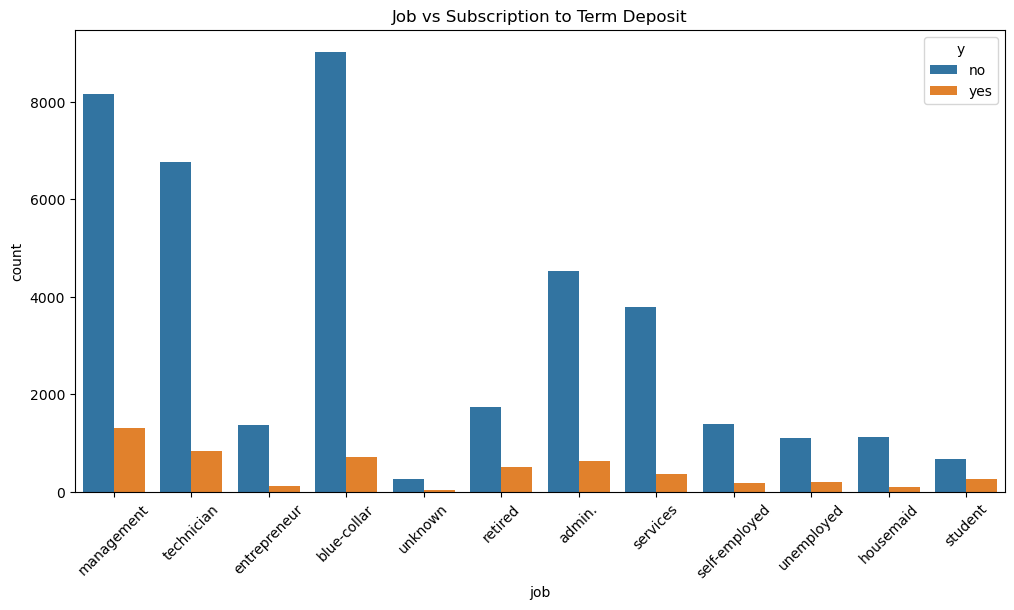 Job vs Subscription to Term Deposit
y
no
yes
count
8000
6000
4000
2000
0
management
technician
entrepreneur
blue-collar
unknown
retired
admin.
services
self-employed
unemployed
housemaid
student
job